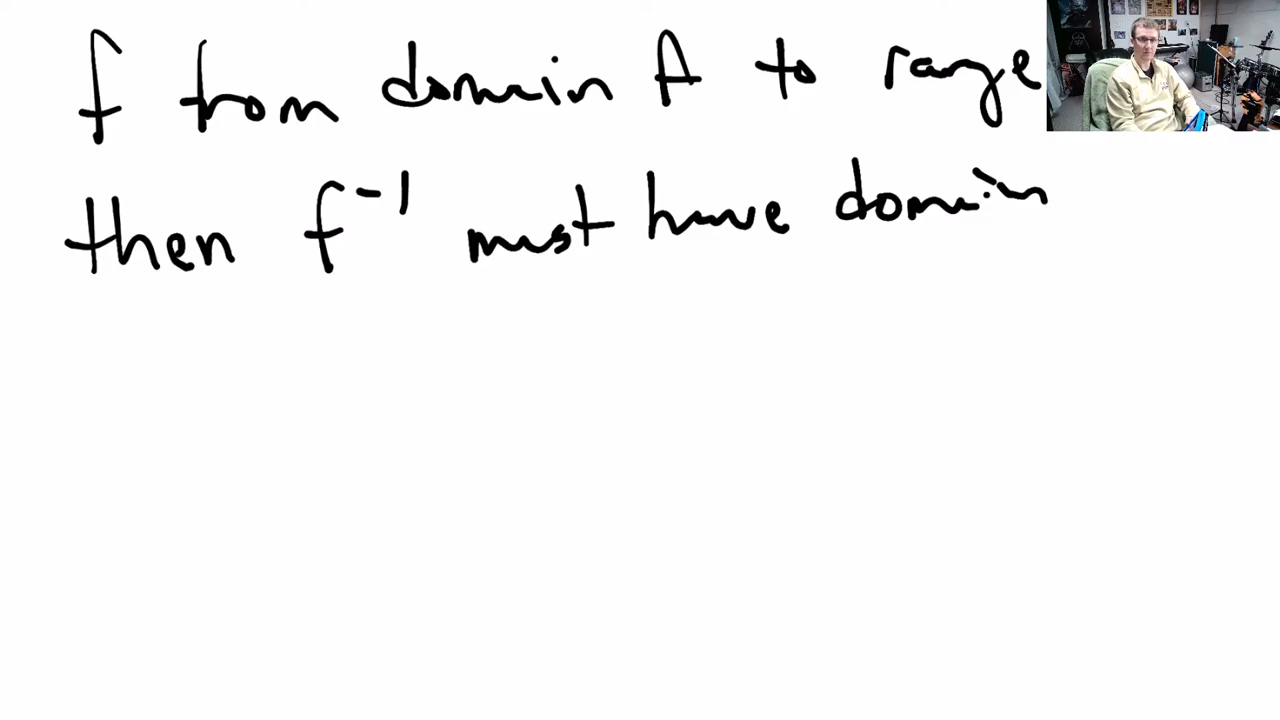 f from domain A to range
then f⁻¹ must have domain